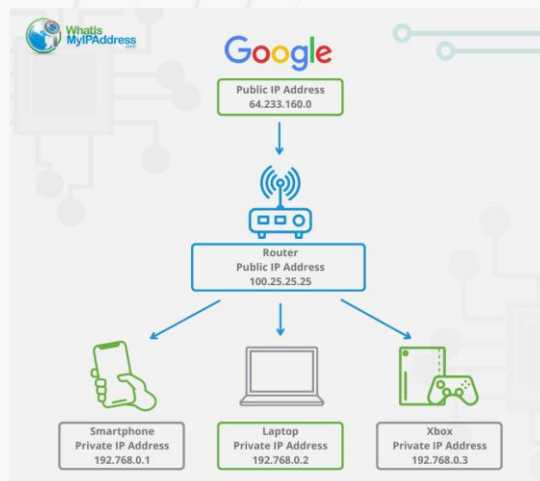 WhatIs
MyIPAddress
.com
Google
Public IP Address
64.233.160.0
Router
Public IP Address
100.25.25.25
Smartphone
Private IP Address
192.768.0.1
Laptop
Private IP Address
192.768.0.2
Xbox
Private IP Address
192.768.0.3